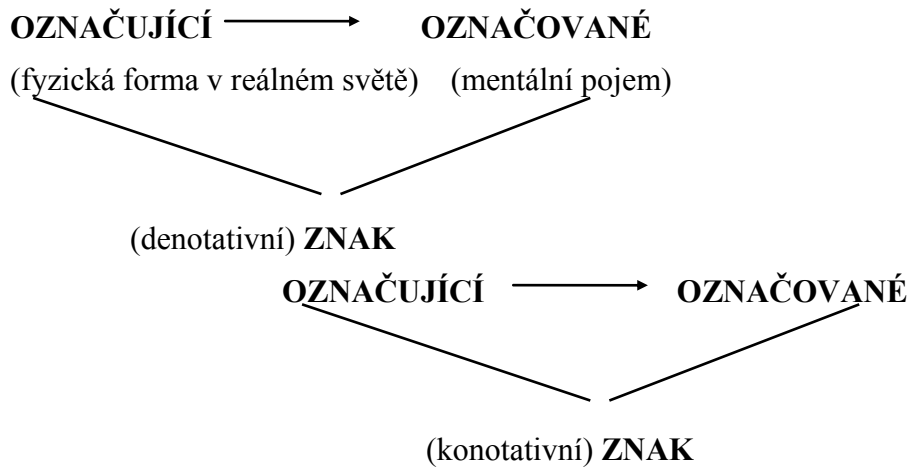 OZNAČUJÍCÍ OZNAČOVANÉ
(fyzická forma v reálném světě) (mentální pojem)
(denotativní) ZNAK
OZNAČUJÍCÍ OZNAČOVANÉ
(konotativní) ZNAK